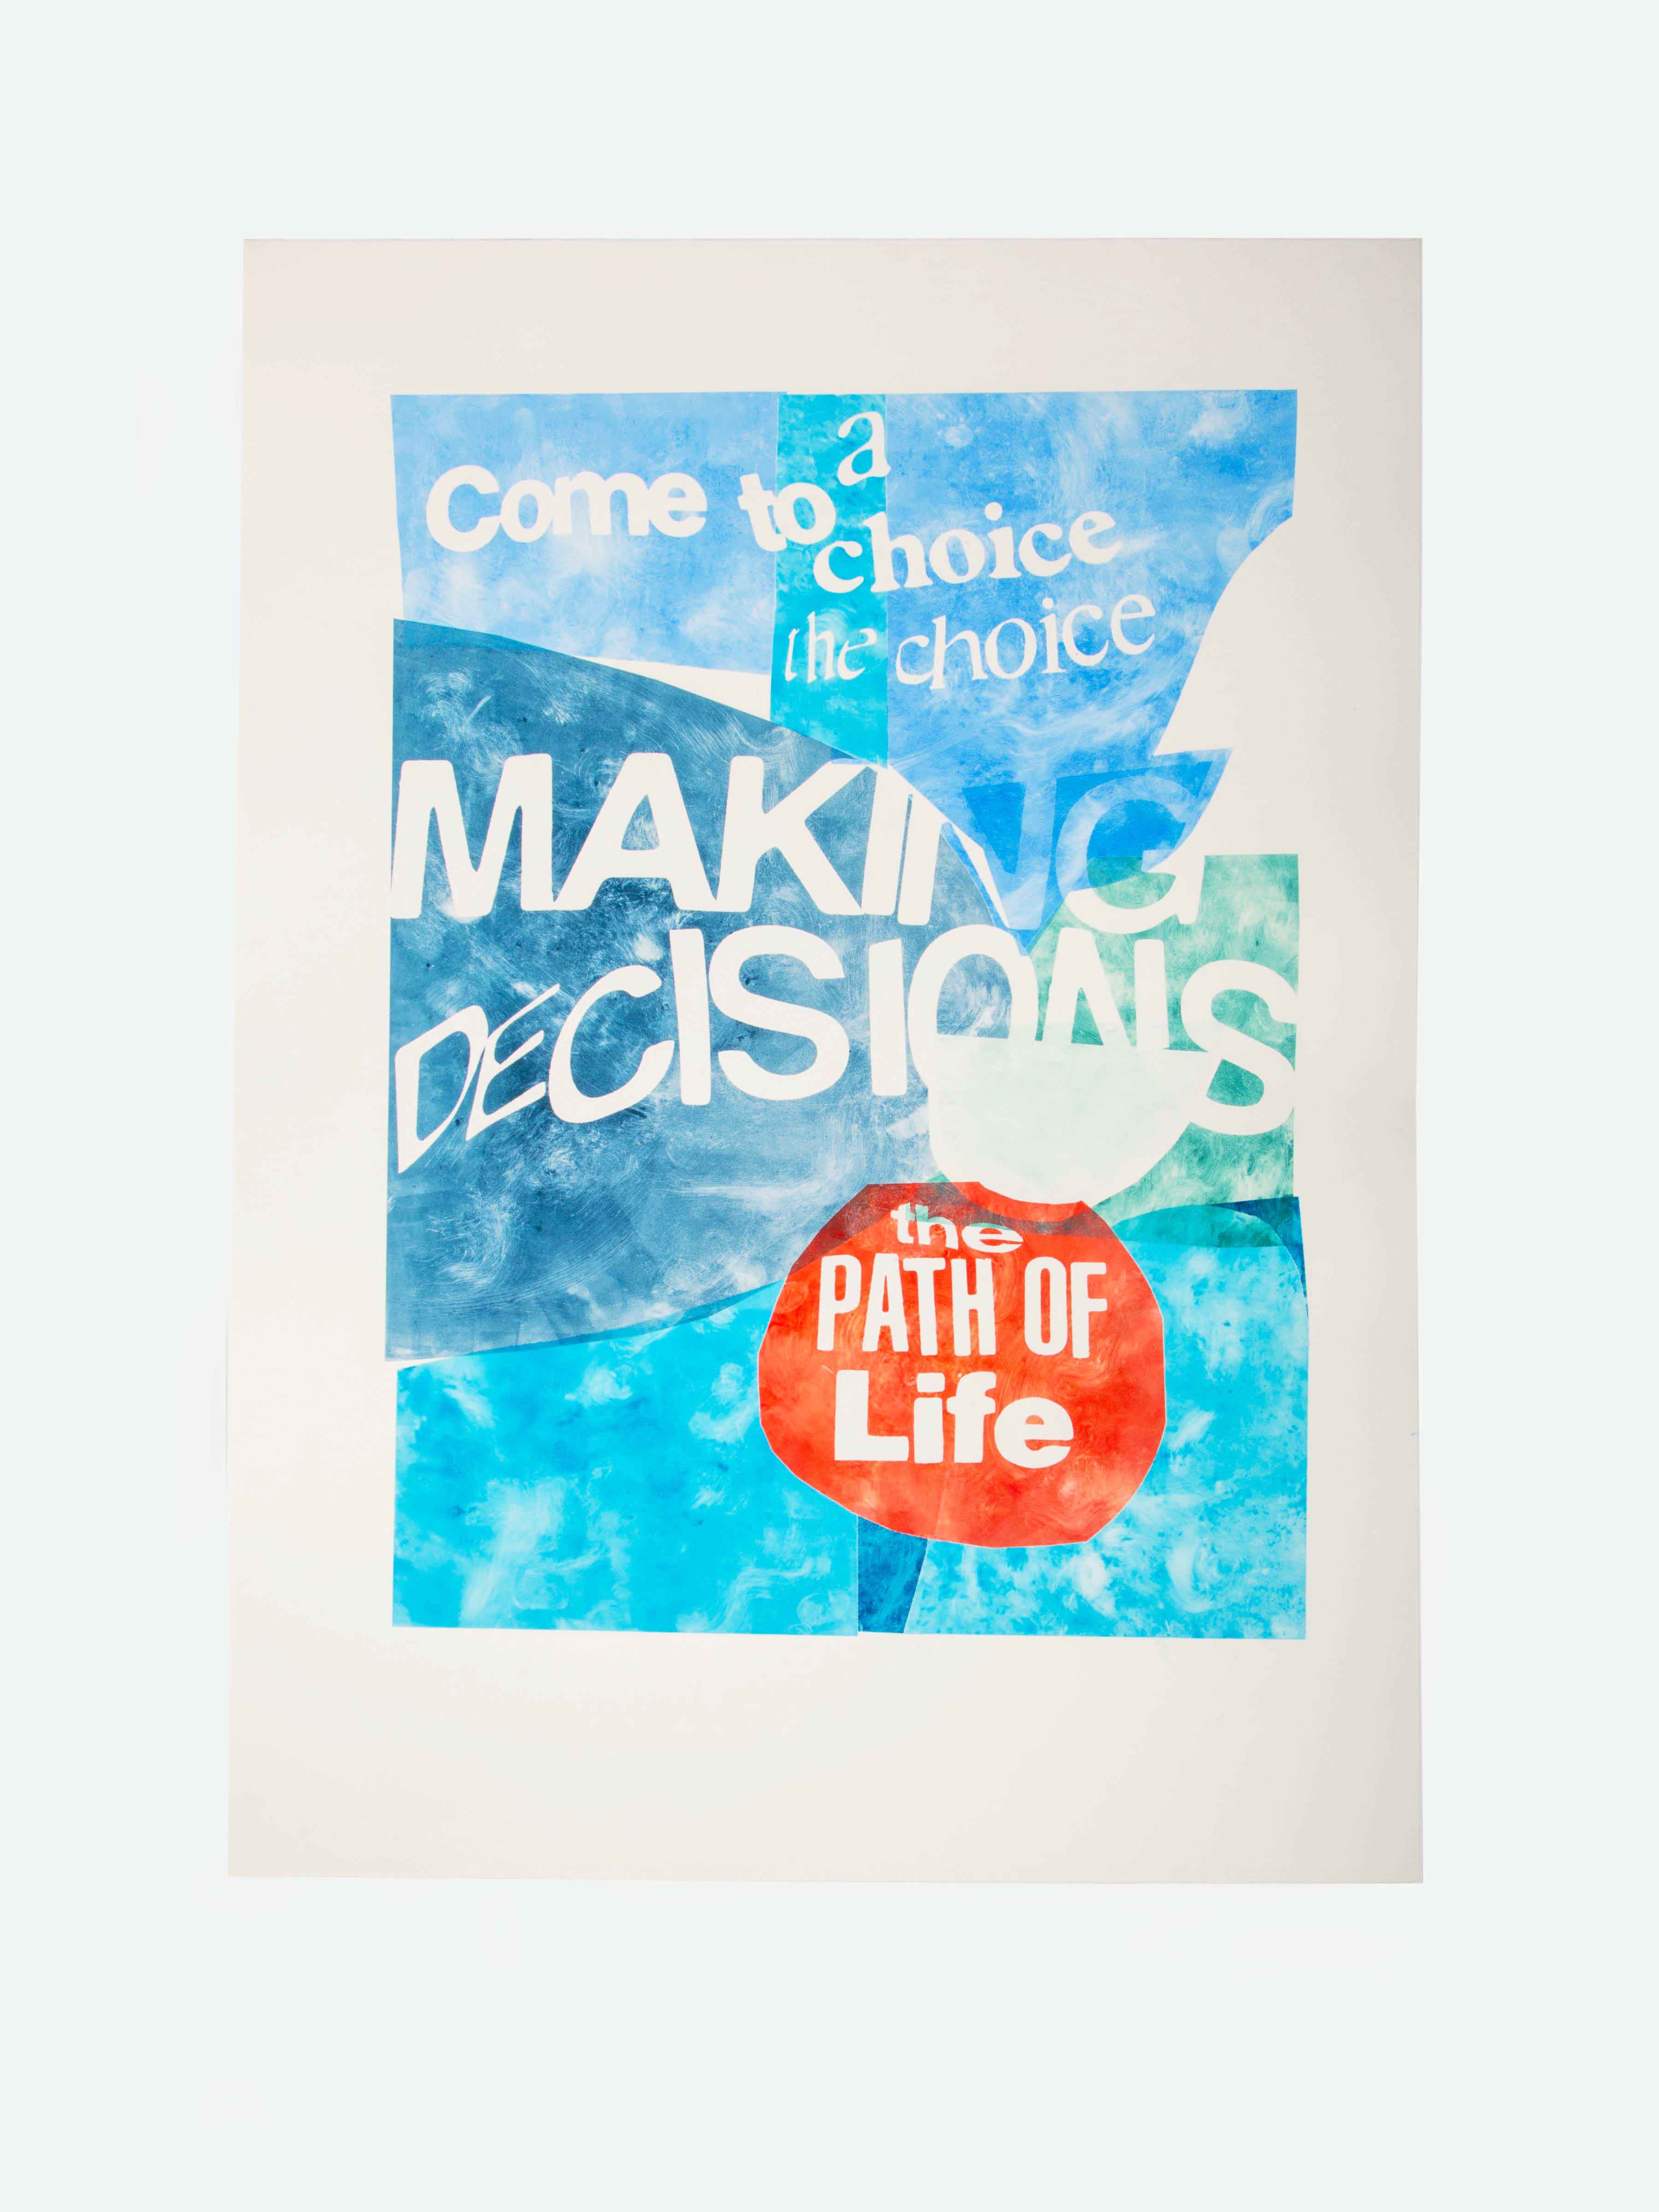 Come to a
choice
the choice
MAKING
DECISIONS
the
PATH OF
Life